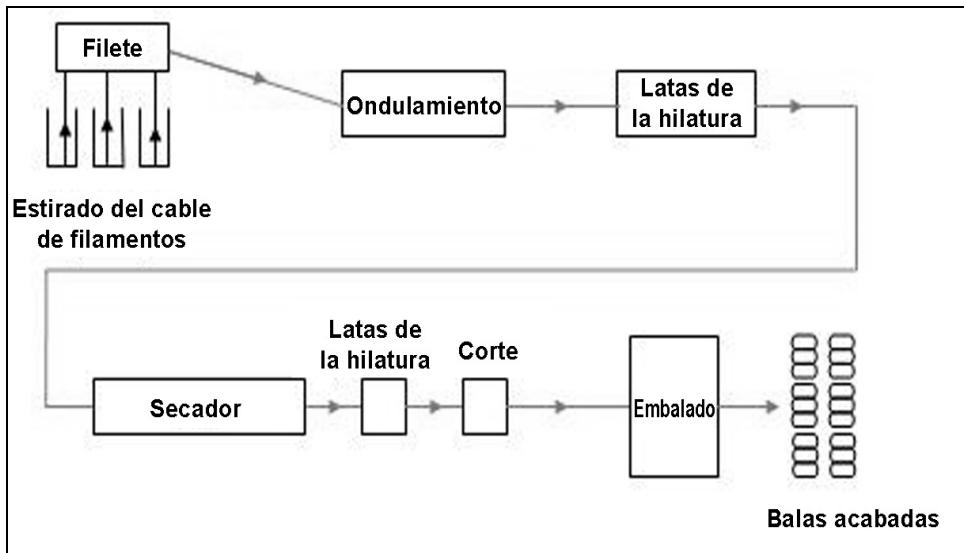 Filete
Ondulamiento
Latas de
la hilatura
Estirado del cable
de filamentos
Latas de
la hilatura
Corte
Secador
Embalado
Balas acabadas